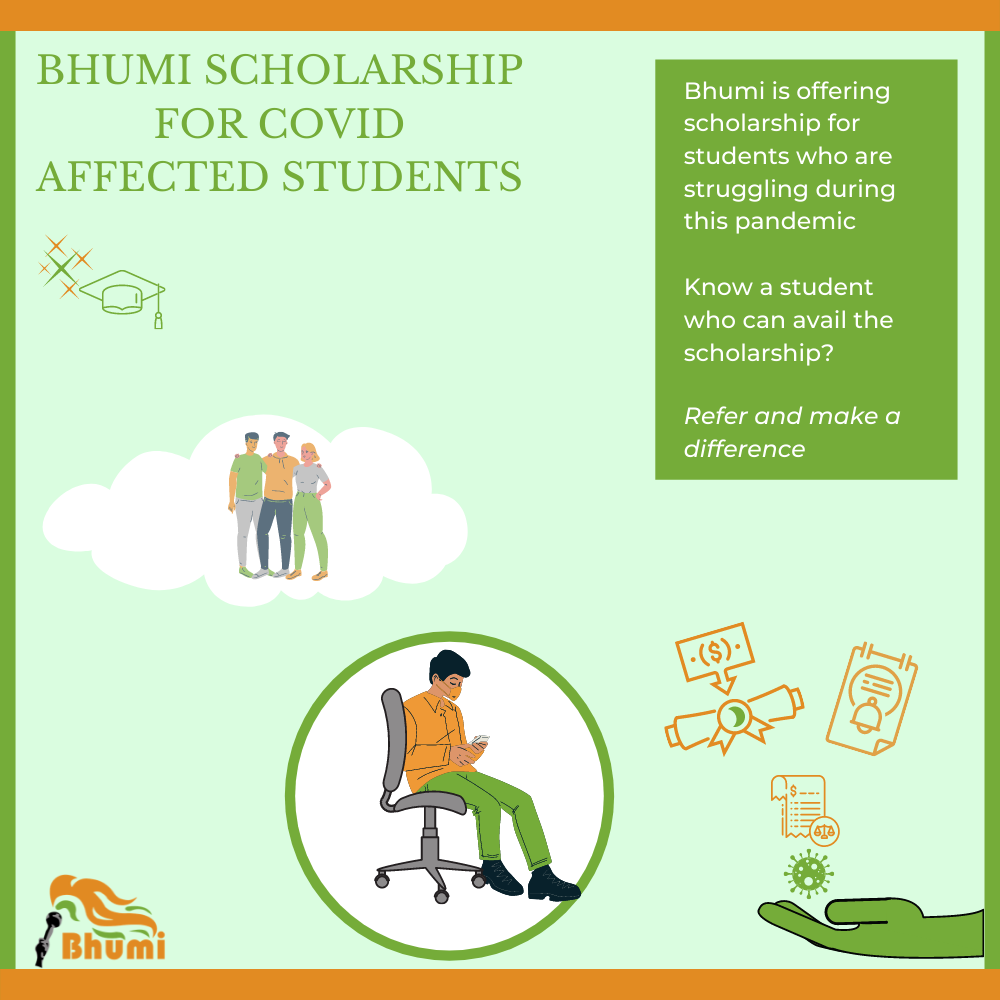 BHUMI SCHOLARSHIP
FOR COVID
AFFECTED STUDENTS
Bhumi is offering
scholarship for
students who are
struggling during
this pandemic
Know a student
who can avail the
scholarship?
Refer and make a
difference
($)
$
Bhumi